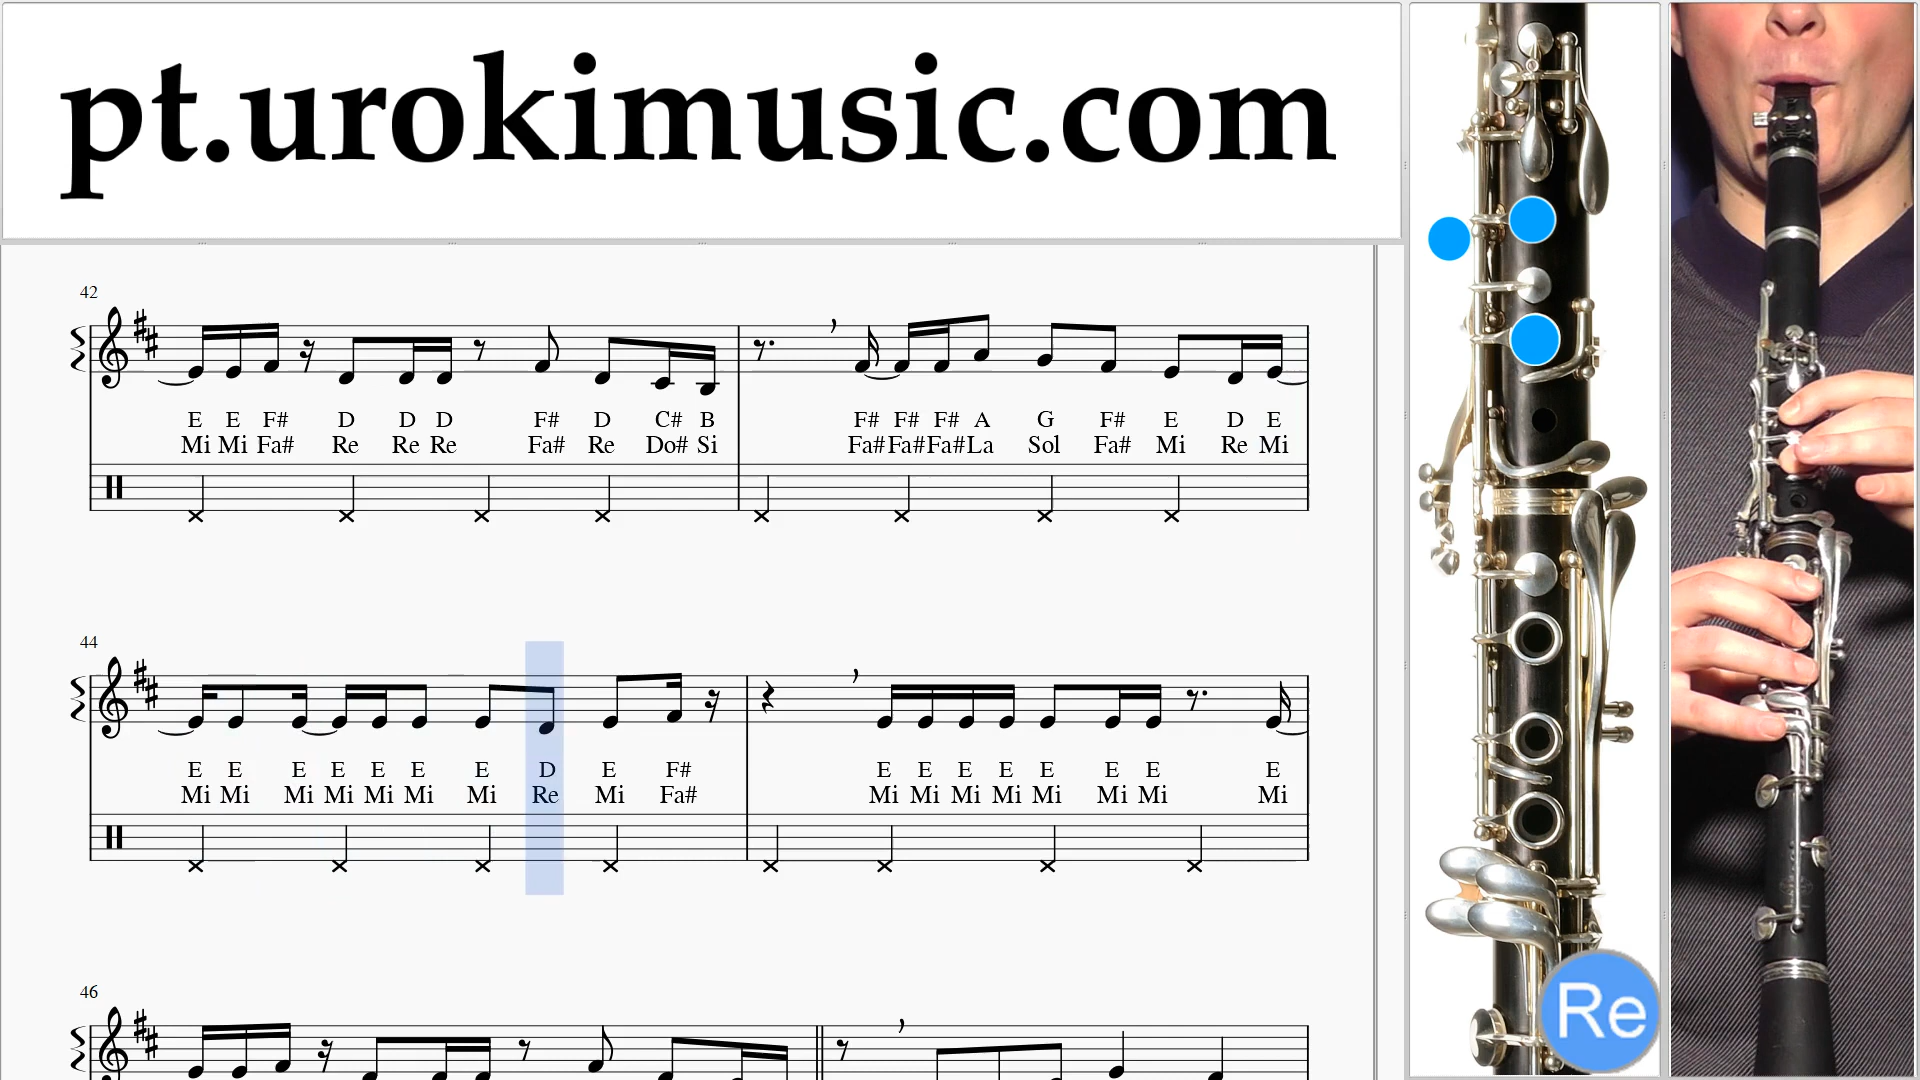 pt.urokimusic.com
42
E E F# D D D F# D C# B F# F# F# A G F# E D E
Mi Mi Fa# Re Re Re Fa# Re Do# Si Fa# Fa# Fa# La Sol Fa# Mi Re Mi
44
E E E E E E E D E F# E E E E E E E E
Mi Mi Mi Mi Mi Mi Mi Re Mi Fa# Mi Mi Mi Mi Mi Mi Mi Mi
46
Re